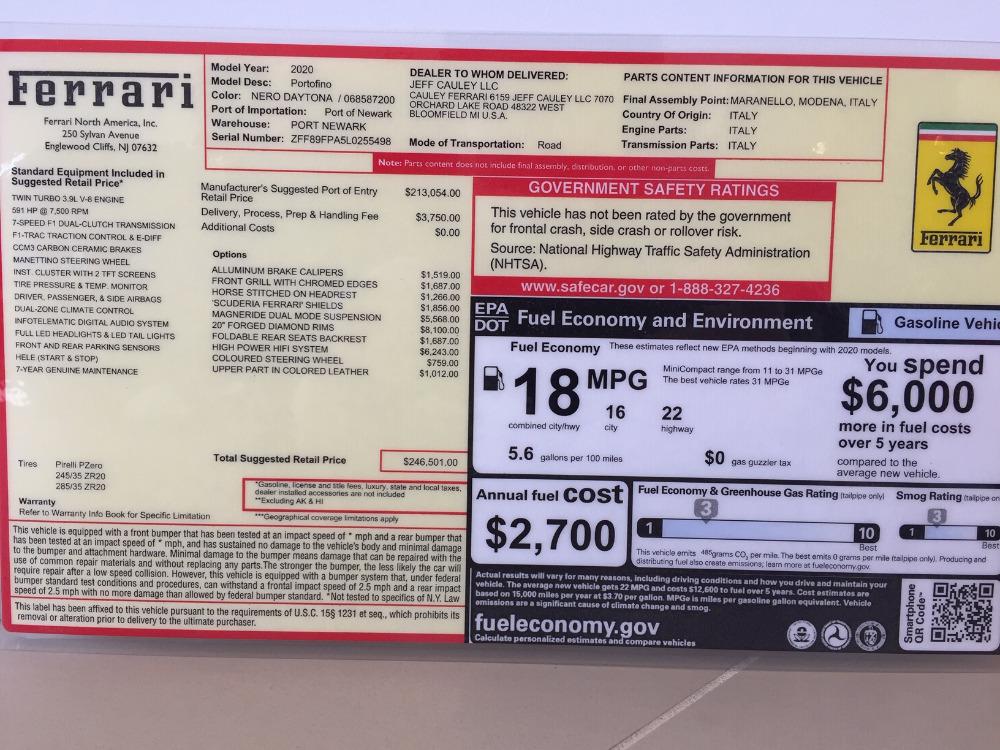 Ferrari
Ferrari North America, Inc.
250 Sylvan Avenue
Englewood Cliffs, NJ 07632
Model Year: 2020
Model Desc: Portofino
Color: NERO DAYTONA / 068587200
Port of Importation: Port of Newark
Warehouse: PORT NEWARK
Serial Number: ZFF89FPA5L0255498
DEALER TO WHOM DELIVERED:
JEFF CAULEY LLC
CAULEY FERRARI 6159 JEFF CAULEY LLC 7070
ORCHARD LAKE ROAD 48322 WEST
BLOOMFIELD MI U.S.A.
Mode of Transportation: Road
PARTS CONTENT INFORMATION FOR THIS VEHICLE
Final Assembly Point: MARANELLO, MODENA, ITALY
Country Of Origin: ITALY
Engine Parts: ITALY
Transmission Parts: ITALY
Note: Parts content does not include final assembly, distribution, or other non-parts costs.
Ferrari
Standard Equipment Included in
Suggested Retail Price*
TWIN TURBO 3.9L V-8 ENGINE
591 HP @ 7,500 RPM
7-SPEED F1 DUAL-CLUTCH TRANSMISSION
F1-TRAC TRACTION CONTROL & E-DIFF
CCM3 CARBON CERAMIC BRAKES
MANETTINO STEERING WHEEL
INST. CLUSTER WITH 2 TFT SCREENS
TIRE PRESSURE & TEMP. MONITOR
DRIVER, PASSENGER, & SIDE AIRBAGS
DUAL-ZONE CLIMATE CONTROL
INFOTELEMATIC DIGITAL AUDIO SYSTEM
FULL LED HEADLIGHTS & LED TAIL LIGHTS
FRONT AND REAR PARKING SENSORS
HELE (START & STOP)
7-YEAR GENUINE MAINTENANCE
Manufacturer's Suggested Port of Entry
Retail Price $213,054.00
Delivery, Process, Prep & Handling Fee $3,750.00
Additional Costs $0.00
Options
ALLUMINUM BRAKE CALIPERS $1,519.00
FRONT GRILL WITH CHROMED EDGES $1,687.00
HORSE STITCHED ON HEADREST $1,266.00
'SCUDERIA FERRARI' SHIELDS $1,856.00
MAGNERIDE DUAL MODE SUSPENSION $5,568.00
20" FORGED DIAMOND RIMS $8,100.00
FOLDABLE REAR SEATS BACKREST $1,687.00
HIGH POWER HIFI SYSTEM $6,243.00
COLOURED STEERING WHEEL $759.00
UPPER PART IN COLORED LEATHER $1,012.00
Total Suggested Retail Price $246,501.00
*Gasoline, license and title fees, luxury, state and local taxes,
dealer installed accessories are not included
**Excluding AK & HI
***Geographical coverage limitations apply
Tires Pirelli PZero
245/35 ZR20
285/35 ZR20
Warranty
Refer to Warranty Info Book for Specific Limitation
This vehicle is equipped with a front bumper that has been tested at an impact speed of * mph and a rear bumper that
has been tested at an impact speed of * mph, and has sustained no damage to the vehicle's body and minimal damage
to the bumper and attachment hardware. Minimal damage to the bumper means damage that can be repaired with the
use of common repair materials and without replacing any parts.The stronger the bumper, the less likely the car will
require repair after a low speed collision. However, this vehicle is equipped with a bumper system that, under federal
bumper standard test conditions and procedures, can withstand a frontal impact speed of 2.5 mph and a rear impact
speed of 2.5 mph with no more damage than allowed by federal bumper standard. *Not tested to specifics of N.Y. Law
This label has been affixed to this vehicle pursuant to the requirements of U.S.C. 15§ 1231 et seq., which prohibits its
removal or alteration prior to delivery to the ultimate purchaser.
GOVERNMENT SAFETY RATINGS
This vehicle has not been rated by the government
for frontal crash, side crash or rollover risk.
Source: National Highway Traffic Safety Administration
(NHTSA).
www.safecar.gov or 1-888-327-4236
EPA
DOT
Fuel Economy and Environment
Gasoline Vehic
Fuel Economy
These estimates reflect new EPA methods beginning with 2020 models.
18 MPG
combined city/hwy
16
city
22
highway
MiniCompact range from 11 to 31 MPGe
The best vehicle rates 31 MPGe
5.6 gallons per 100 miles
$0 gas guzzler tax
You spend
$6,000
more in fuel costs
over 5 years
compared to the
average new vehicle.
Annual fuel cost
$2,700
Fuel Economy & Greenhouse Gas Rating (tailpipe only)
3
1
10
Best
Smog Rating (tailpipe on
3
1
10
Best
This vehicle emits 485grams CO2 per mile. The best emits 0 grams per mile (tailpipe only). Producing and
distributing fuel also create emissions; learn more at fueleconomy.gov
Actual results will vary for many reasons, including driving conditions and how you drive and maintain your
vehicle. The average new vehicle gets 22 MPG and costs $12,600 to fuel over 5 years. Cost estimates are
based on 15,000 miles per year at $3.70 per gallon. MPGe is miles per gasoline gallon equivalent. Vehicle
emissions are a significant cause of climate change and smog.
fueleconomy.gov
Calculate personalized estimates and compare vehicles
Smartphone
QR Code™